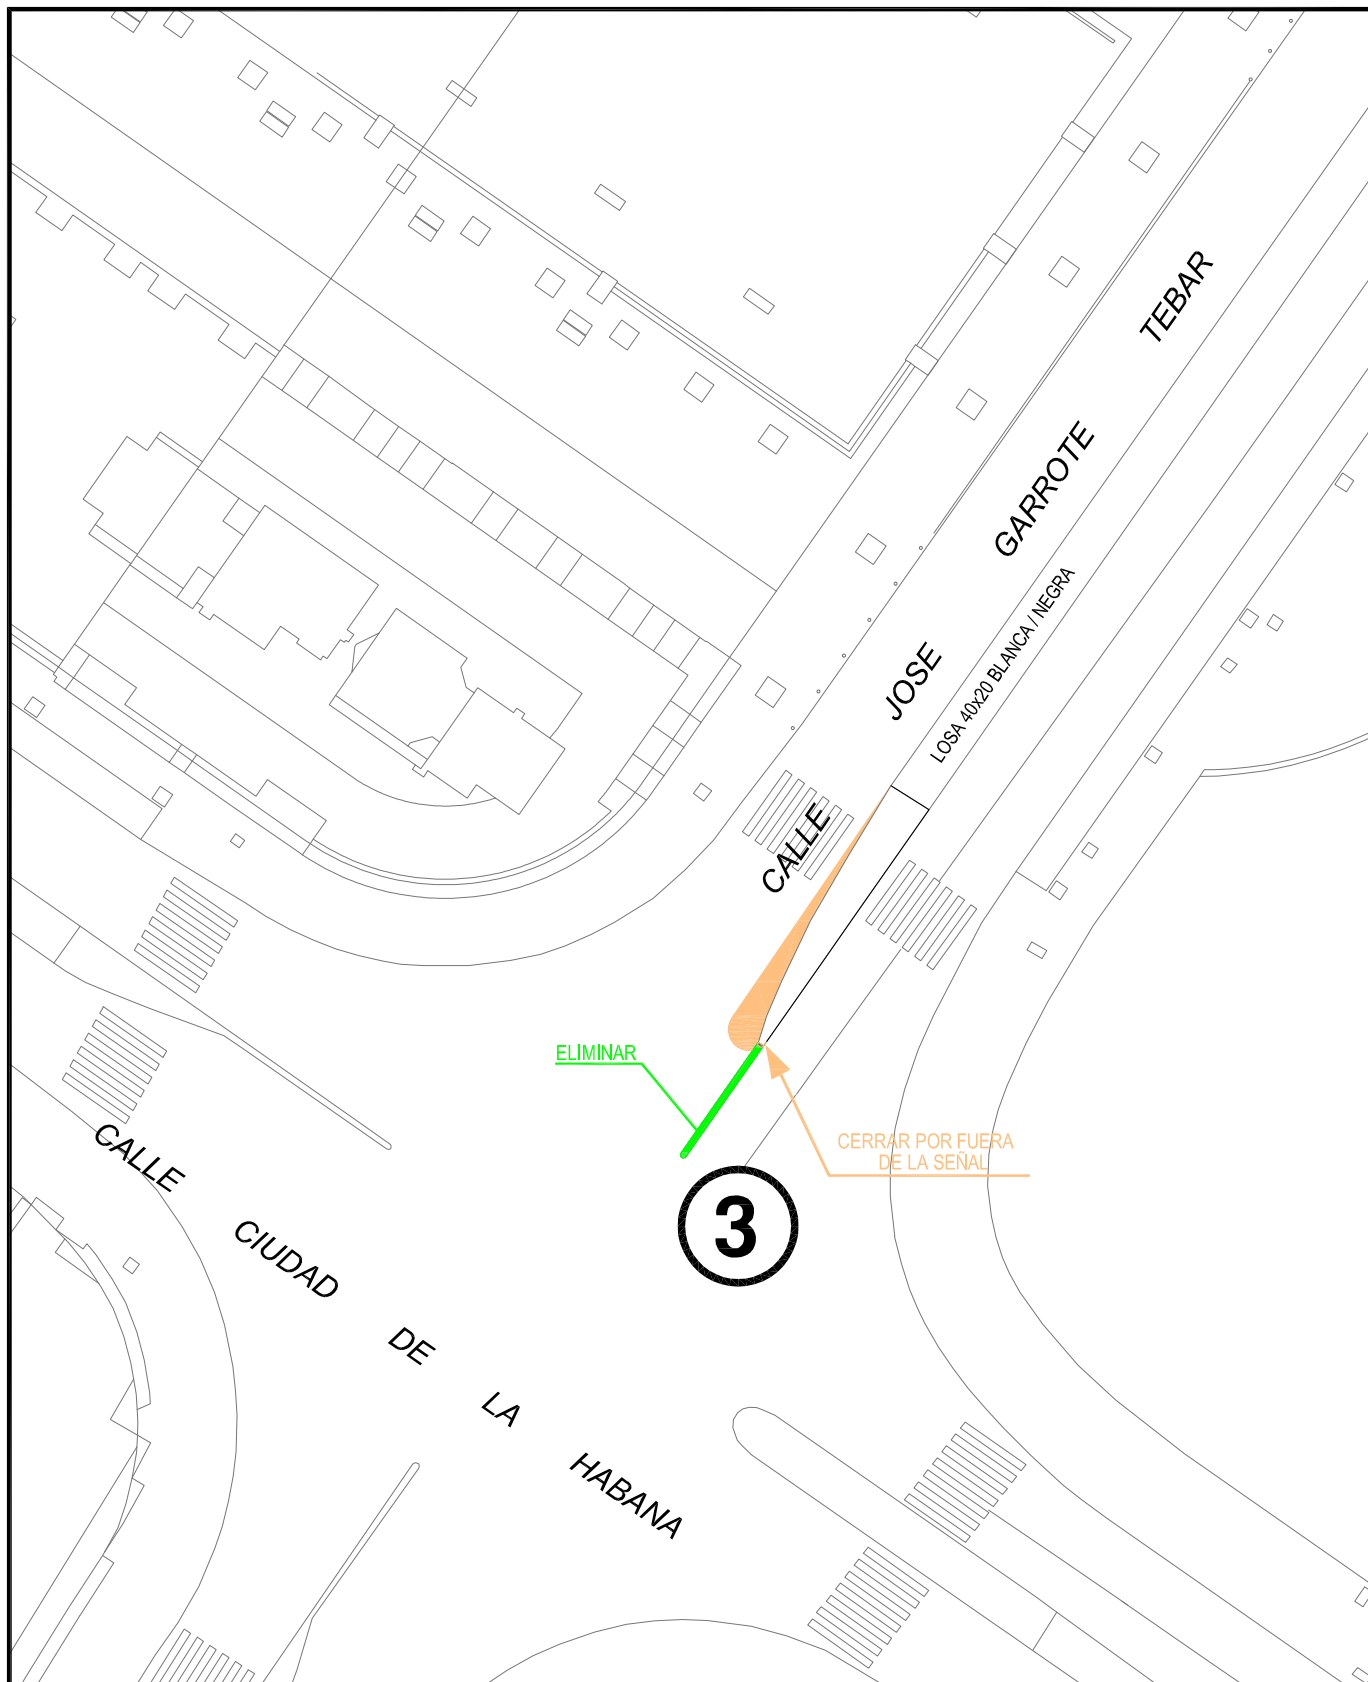 CALLE JOSE GARROTE TEBAR
LOSA 40x20 BLANCA / NEGRA
ELIMINAR
CERRAR POR FUERA
DE LA SEÑAL
3
CALLE CIUDAD DE LA HABANA